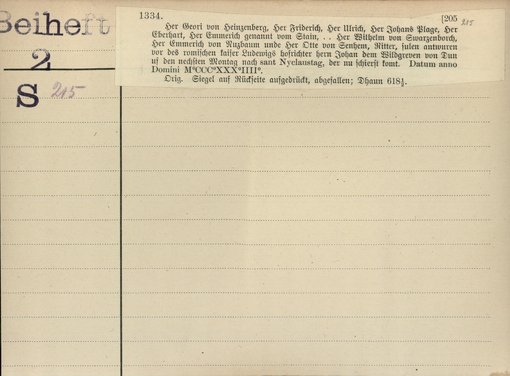 Beiheft
2
S 215
1334. [205 215
Her Geori von Heinzenberg, Her Friderich, Her Ulrich, Her Johans Plage, Her
Eberhart, Her Emmerich genannt vom Stain, . . Her Wilhelm von Swarzenborch,
Her Emmerich von Nuzbaum unde Her Otte von Senhem, Ritter, sulen antwurten
vor des romischen kaiser Ludewigs hofrichter hern Johan dem Wildgreven von Dun
uf den nechsten Montag nach sant Nyclaustag, der nu schierst komt. Datum anno
Domini M°CCC°XXX°IIII°.
Orig. Siegel auf Rückseite aufgedrückt, abgefallen; Dhaun 618½.